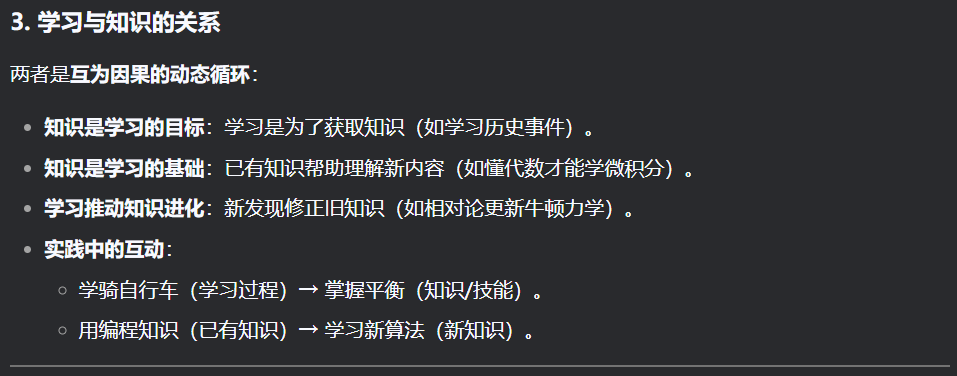 3. 学习与知识的关系
两者是互为因果的动态循环：
知识是学习的目标：学习是为了获取知识（如学习历史事件）。
知识是学习的基础：已有知识帮助理解新内容（如懂代数才能学微积分）。
学习推动知识进化：新发现修正旧知识（如相对论更新牛顿力学）。
实践中的互动：
学骑自行车（学习过程）→ 掌握平衡（知识/技能）。
用编程知识（已有知识）→ 学习新算法（新知识）。